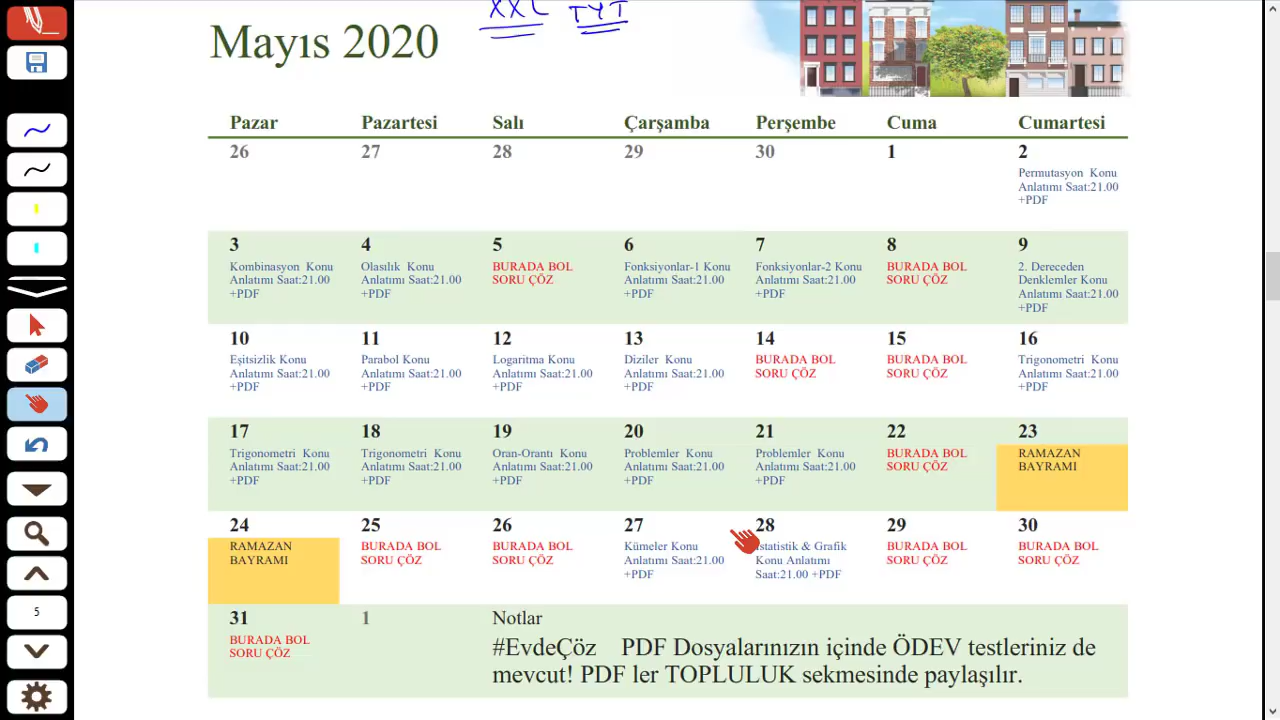 XXL TYT
Mayıs 2020
Pazar Pazartesi Salı Çarşamba Perşembe Cuma Cumartesi
26 27 28 29 30 1 2
Permutasyon Konu
Anlatımı Saat:21.00
+PDF
3 4 5 6 7 8 9
Kombinasyon Konu
Anlatımı Saat:21.00
+PDF
Olasılık Konu
Anlatımı Saat:21.00
+PDF
BURADA BOL
SORU ÇÖZ
Fonksiyonlar-1 Konu
Anlatımı Saat:21.00
+PDF
Fonksiyonlar-2 Konu
Anlatımı Saat:21.00
+PDF
BURADA BOL
SORU ÇÖZ
2. Dereceden
Denklemler Konu
Anlatımı Saat:21.00
+PDF
10 11 12 13 14 15 16
Eşitsizlik Konu
Anlatımı Saat:21.00
+PDF
Parabol Konu
Anlatımı Saat:21.00
+PDF
Logaritma Konu
Anlatımı Saat:21.00
+PDF
Diziler Konu
Anlatımı Saat:21.00
+PDF
BURADA BOL
SORU ÇÖZ
BURADA BOL
SORU ÇÖZ
Trigonometri Konu
Anlatımı Saat:21.00
+PDF
17 18 19 20 21 22 23
Trigonometri Konu
Anlatımı Saat:21.00
+PDF
Trigonometri Konu
Anlatımı Saat:21.00
+PDF
Oran-Orantı Konu
Anlatımı Saat:21.00
+PDF
Problemler Konu
Anlatımı Saat:21.00
+PDF
Problemler Konu
Anlatımı Saat:21.00
+PDF
BURADA BOL
SORU ÇÖZ
RAMAZAN
BAYRAMI
24 25 26 27 28 29 30
RAMAZAN
BAYRAMI
BURADA BOL
SORU ÇÖZ
BURADA BOL
SORU ÇÖZ
Kümeler Konu
Anlatımı Saat:21.00
+PDF
İstatistik & Grafik
Konu Anlatımı
Saat:21.00 +PDF
BURADA BOL
SORU ÇÖZ
BURADA BOL
SORU ÇÖZ
31 1 Notlar
BURADA BOL
SORU ÇÖZ
#EvdeÇöz PDF Dosyalarınızın içinde ÖDEV testleriniz de
mevcut! PDF ler TOPLULUK sekmesinde paylaşılır.
5